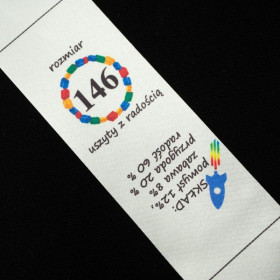 rozmiar
146
uszyty z radością
SKŁAD:
pomysł 12%,
zabawa 8%
przygoda 20 %
radość 60 %